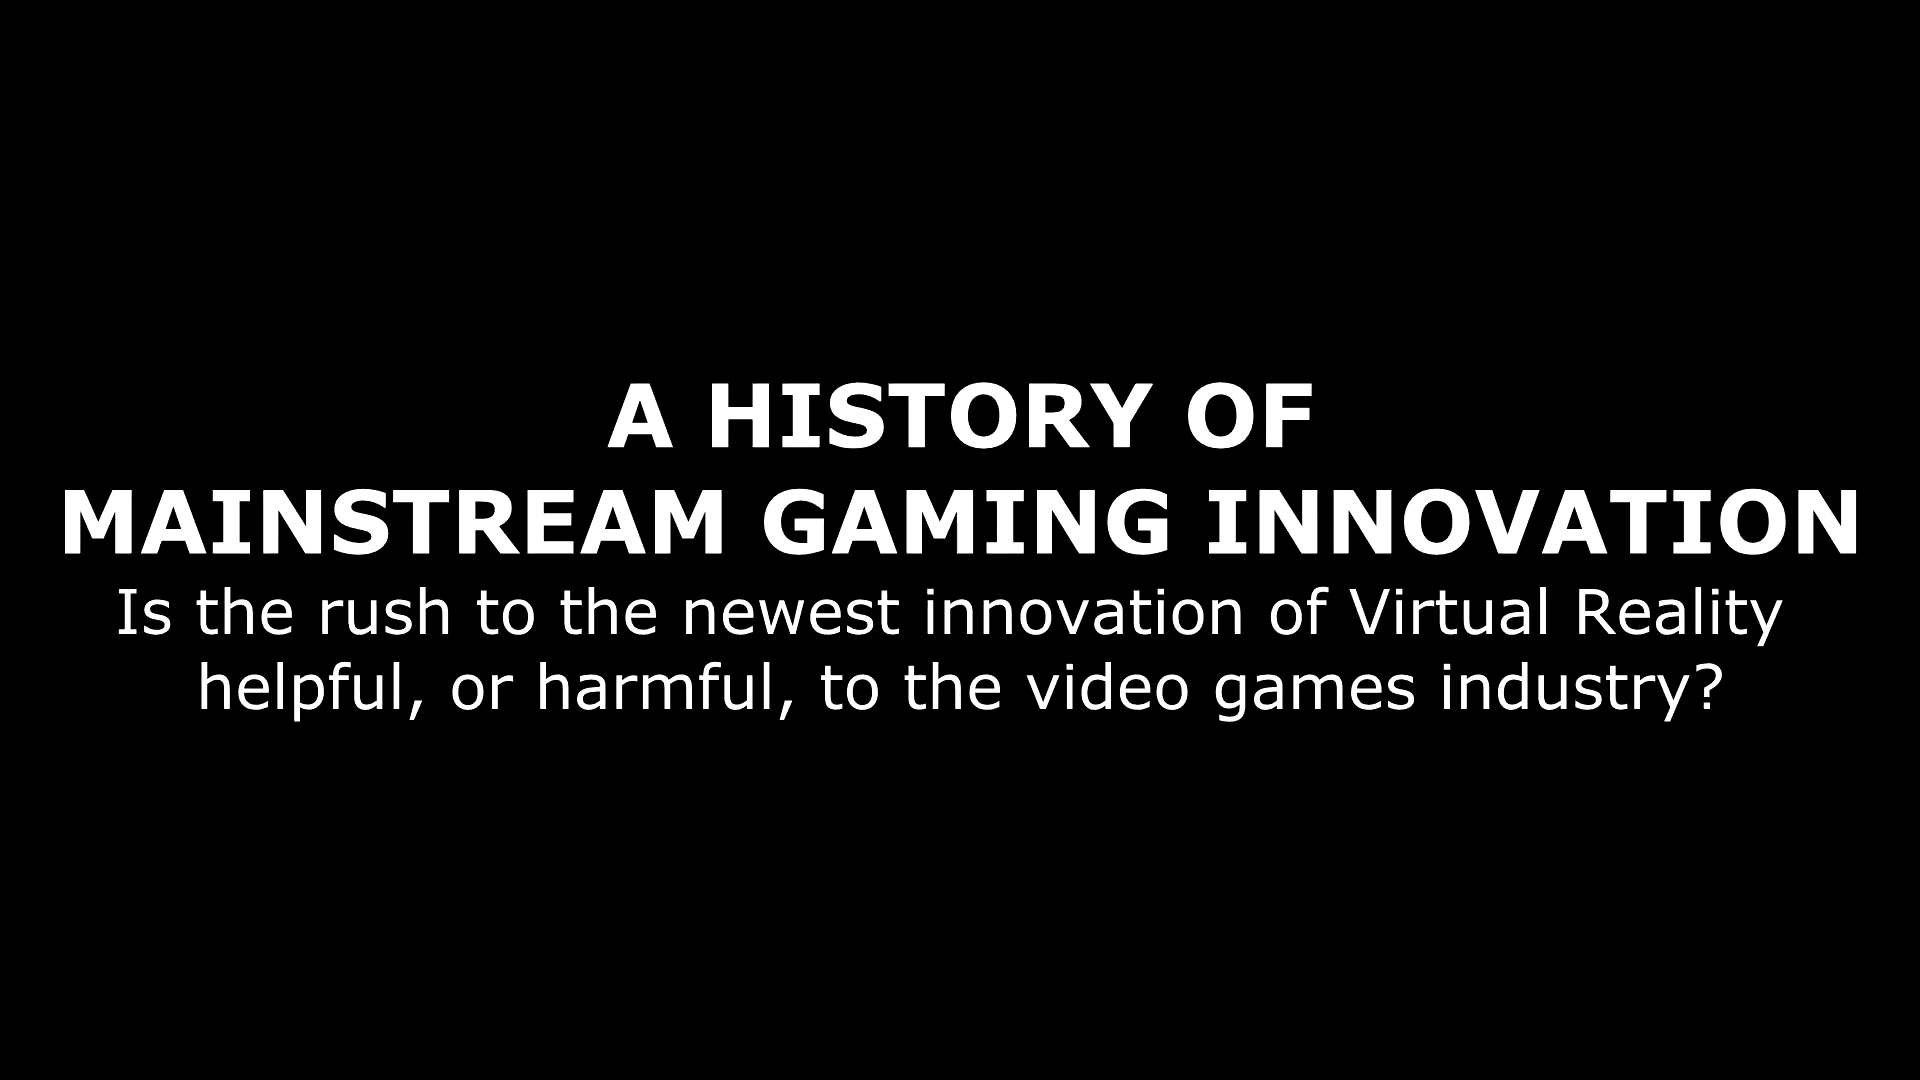 A HISTORY OF
MAINSTREAM GAMING INNOVATION
Is the rush to the newest innovation of Virtual Reality
helpful, or harmful, to the video games industry?